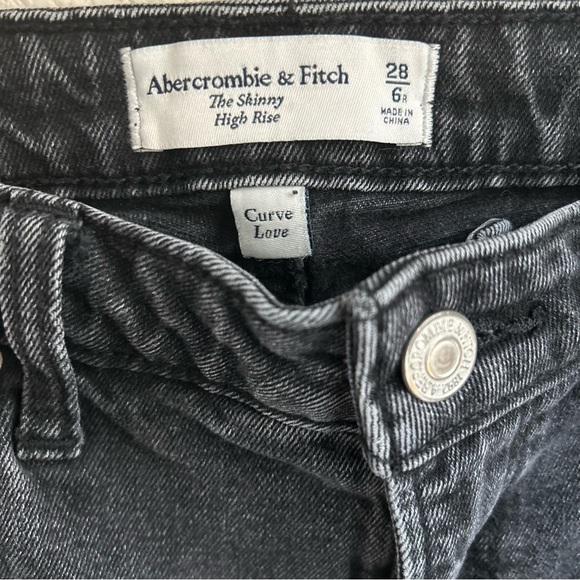 Abercrombie & Fitch
The Skinny
High Rise
28
6R
MADE IN
CHINA
Curve
Love